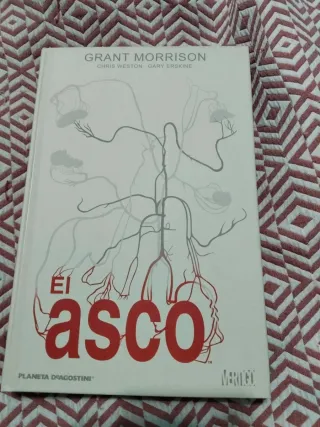 GRANT MORRISON
CHRIS WESTON · GARY ERSKINE
El
asco
PLANETA DeAGOSTINI
VERTIGO